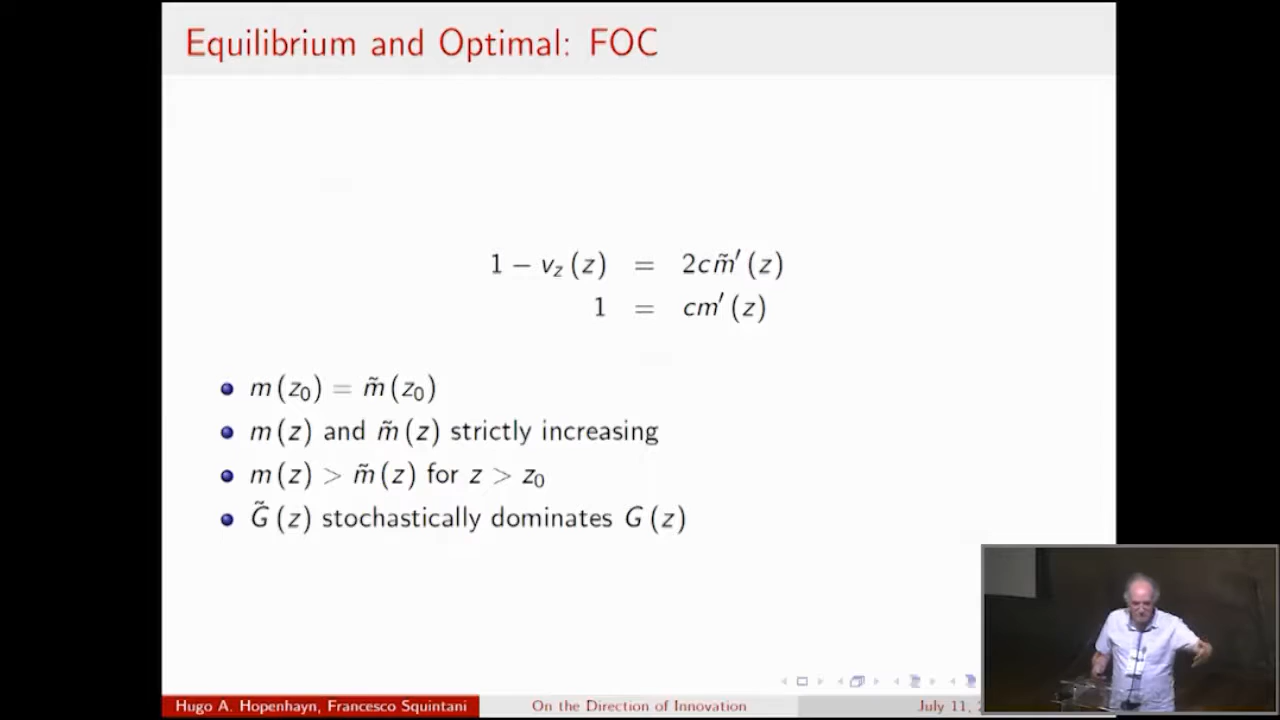 Equilibrium and Optimal: FOC
1 − v_z (z) = 2cm̃′ (z)
1 = cm′ (z)
m (z₀) = m̃ (z₀)
m (z) and m̃ (z) strictly increasing
m (z) > m̃ (z) for z > z₀
G̃ (z) stochastically dominates G (z)
Hugo A. Hopenhayn, Francesco Squintani On the Direction of Innovation July 11,